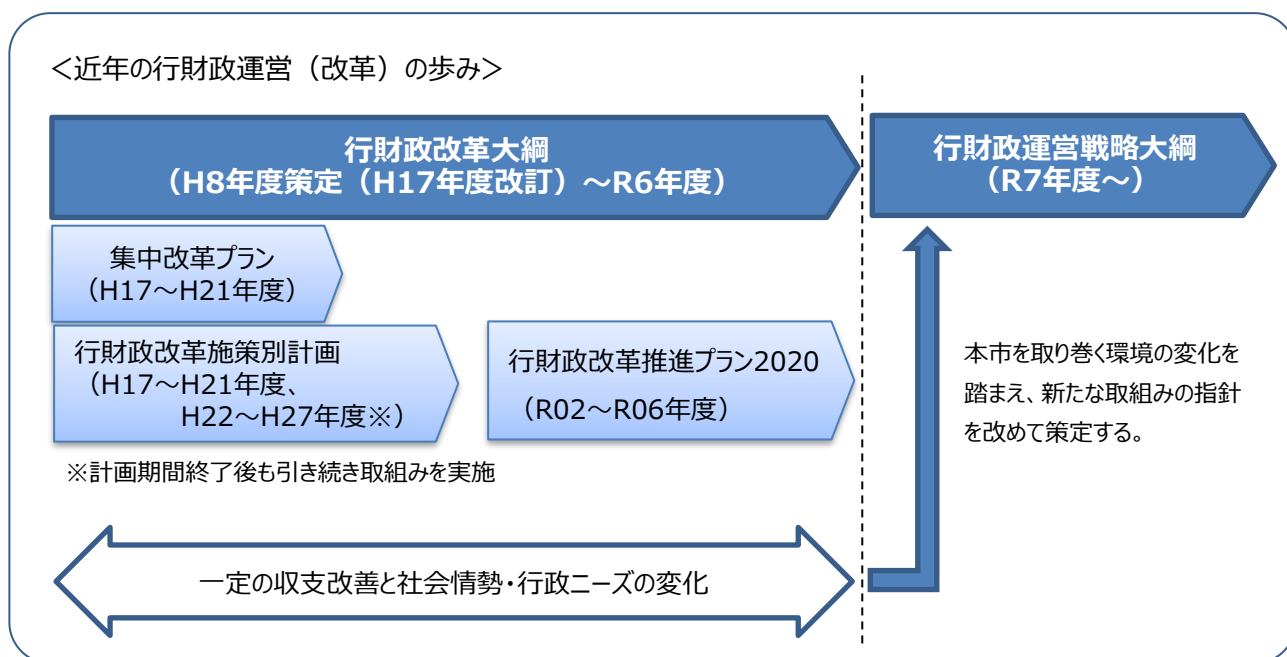 ＜近年の行財政運営（改革）の歩み＞
行財政改革大綱
（H8年度策定（H17年度改訂）～R6年度）
行財政運営戦略大綱
（R7年度～）
集中改革プラン
（H17～H21年度）
行財政改革施策別計画
（H17～H21年度、
H22～H27年度※）
行財政改革推進プラン2020
（R02～R06年度）
※計画期間終了後も引き続き取組みを実施
本市を取り巻く環境の変化を
踏まえ、新たな取組みの指針
を改めて策定する。
一定の収支改善と社会情勢・行政ニーズの変化